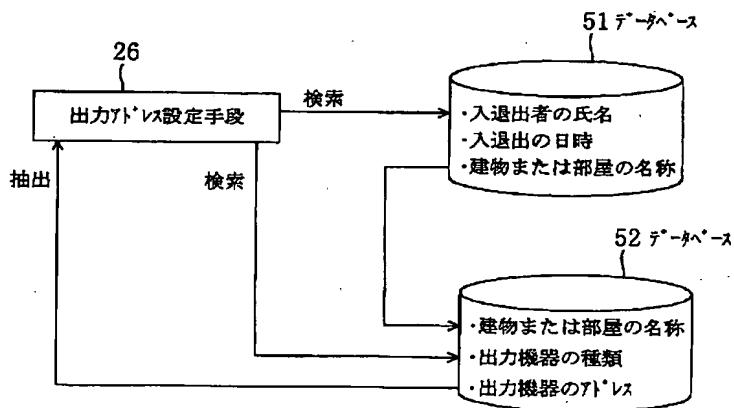 51 ﾃﾞｰﾀﾍﾞｰｽ
26
出力ｱﾄﾞﾚｽ設定手段
検索
・入退出者の氏名
・入退出の日時
・建物または部屋の名称
抽出
検索
52 ﾃﾞｰﾀﾍﾞｰｽ
・建物または部屋の名称
・出力機器の種類
・出力機器のｱﾄﾞﾚｽ